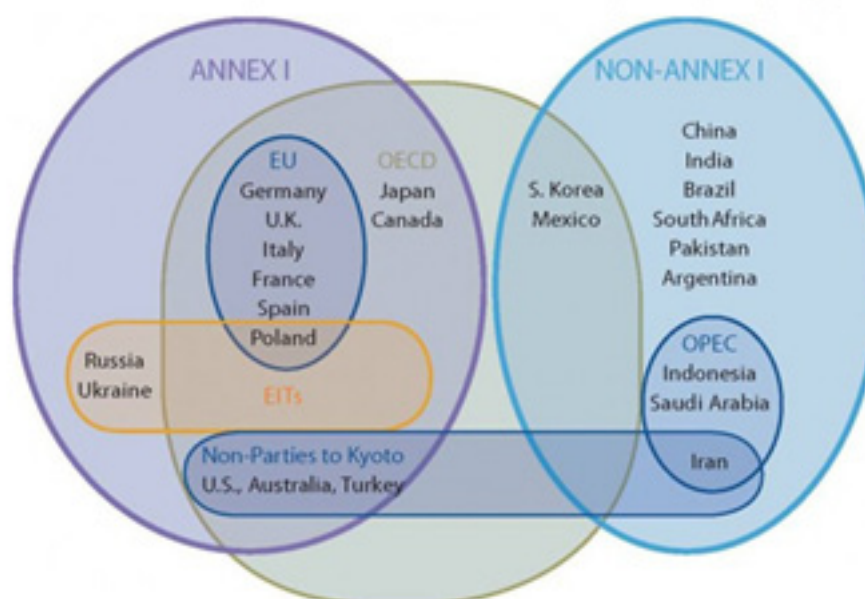 ANNEX I
NON-ANNEX I
EU
Germany
U.K.
Italy
France
Spain
Poland
OECD
Japan
Canada
S. Korea
Mexico
China
India
Brazil
South Africa
Pakistan
Argentina
Russia
Ukraine
EITs
OPEC
Indonesia
Saudi Arabia
Iran
Non-Parties to Kyoto
U.S., Australia, Turkey